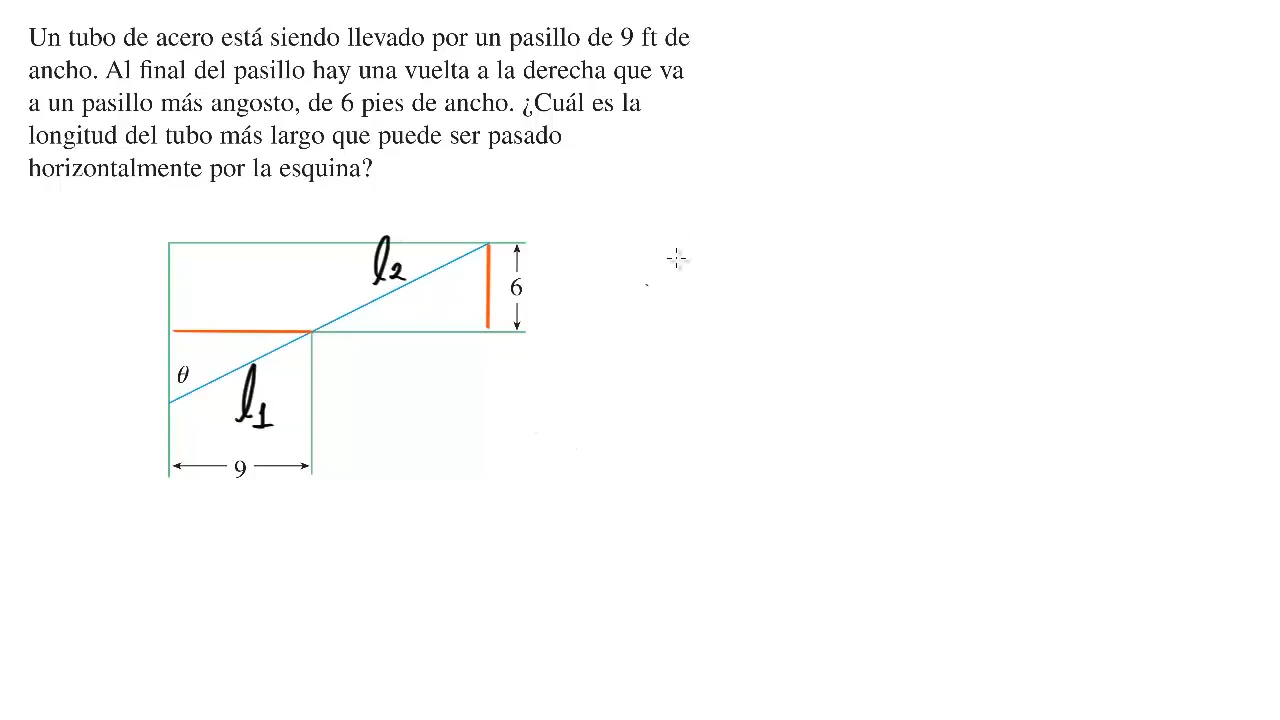 Un tubo de acero está siendo llevado por un pasillo de 9 ft de
ancho. Al final del pasillo hay una vuelta a la derecha que va
a un pasillo más angosto, de 6 pies de ancho. ¿Cuál es la
longitud del tubo más largo que puede ser pasado
horizontalmente por la esquina?
l2
6
θ
l1
9